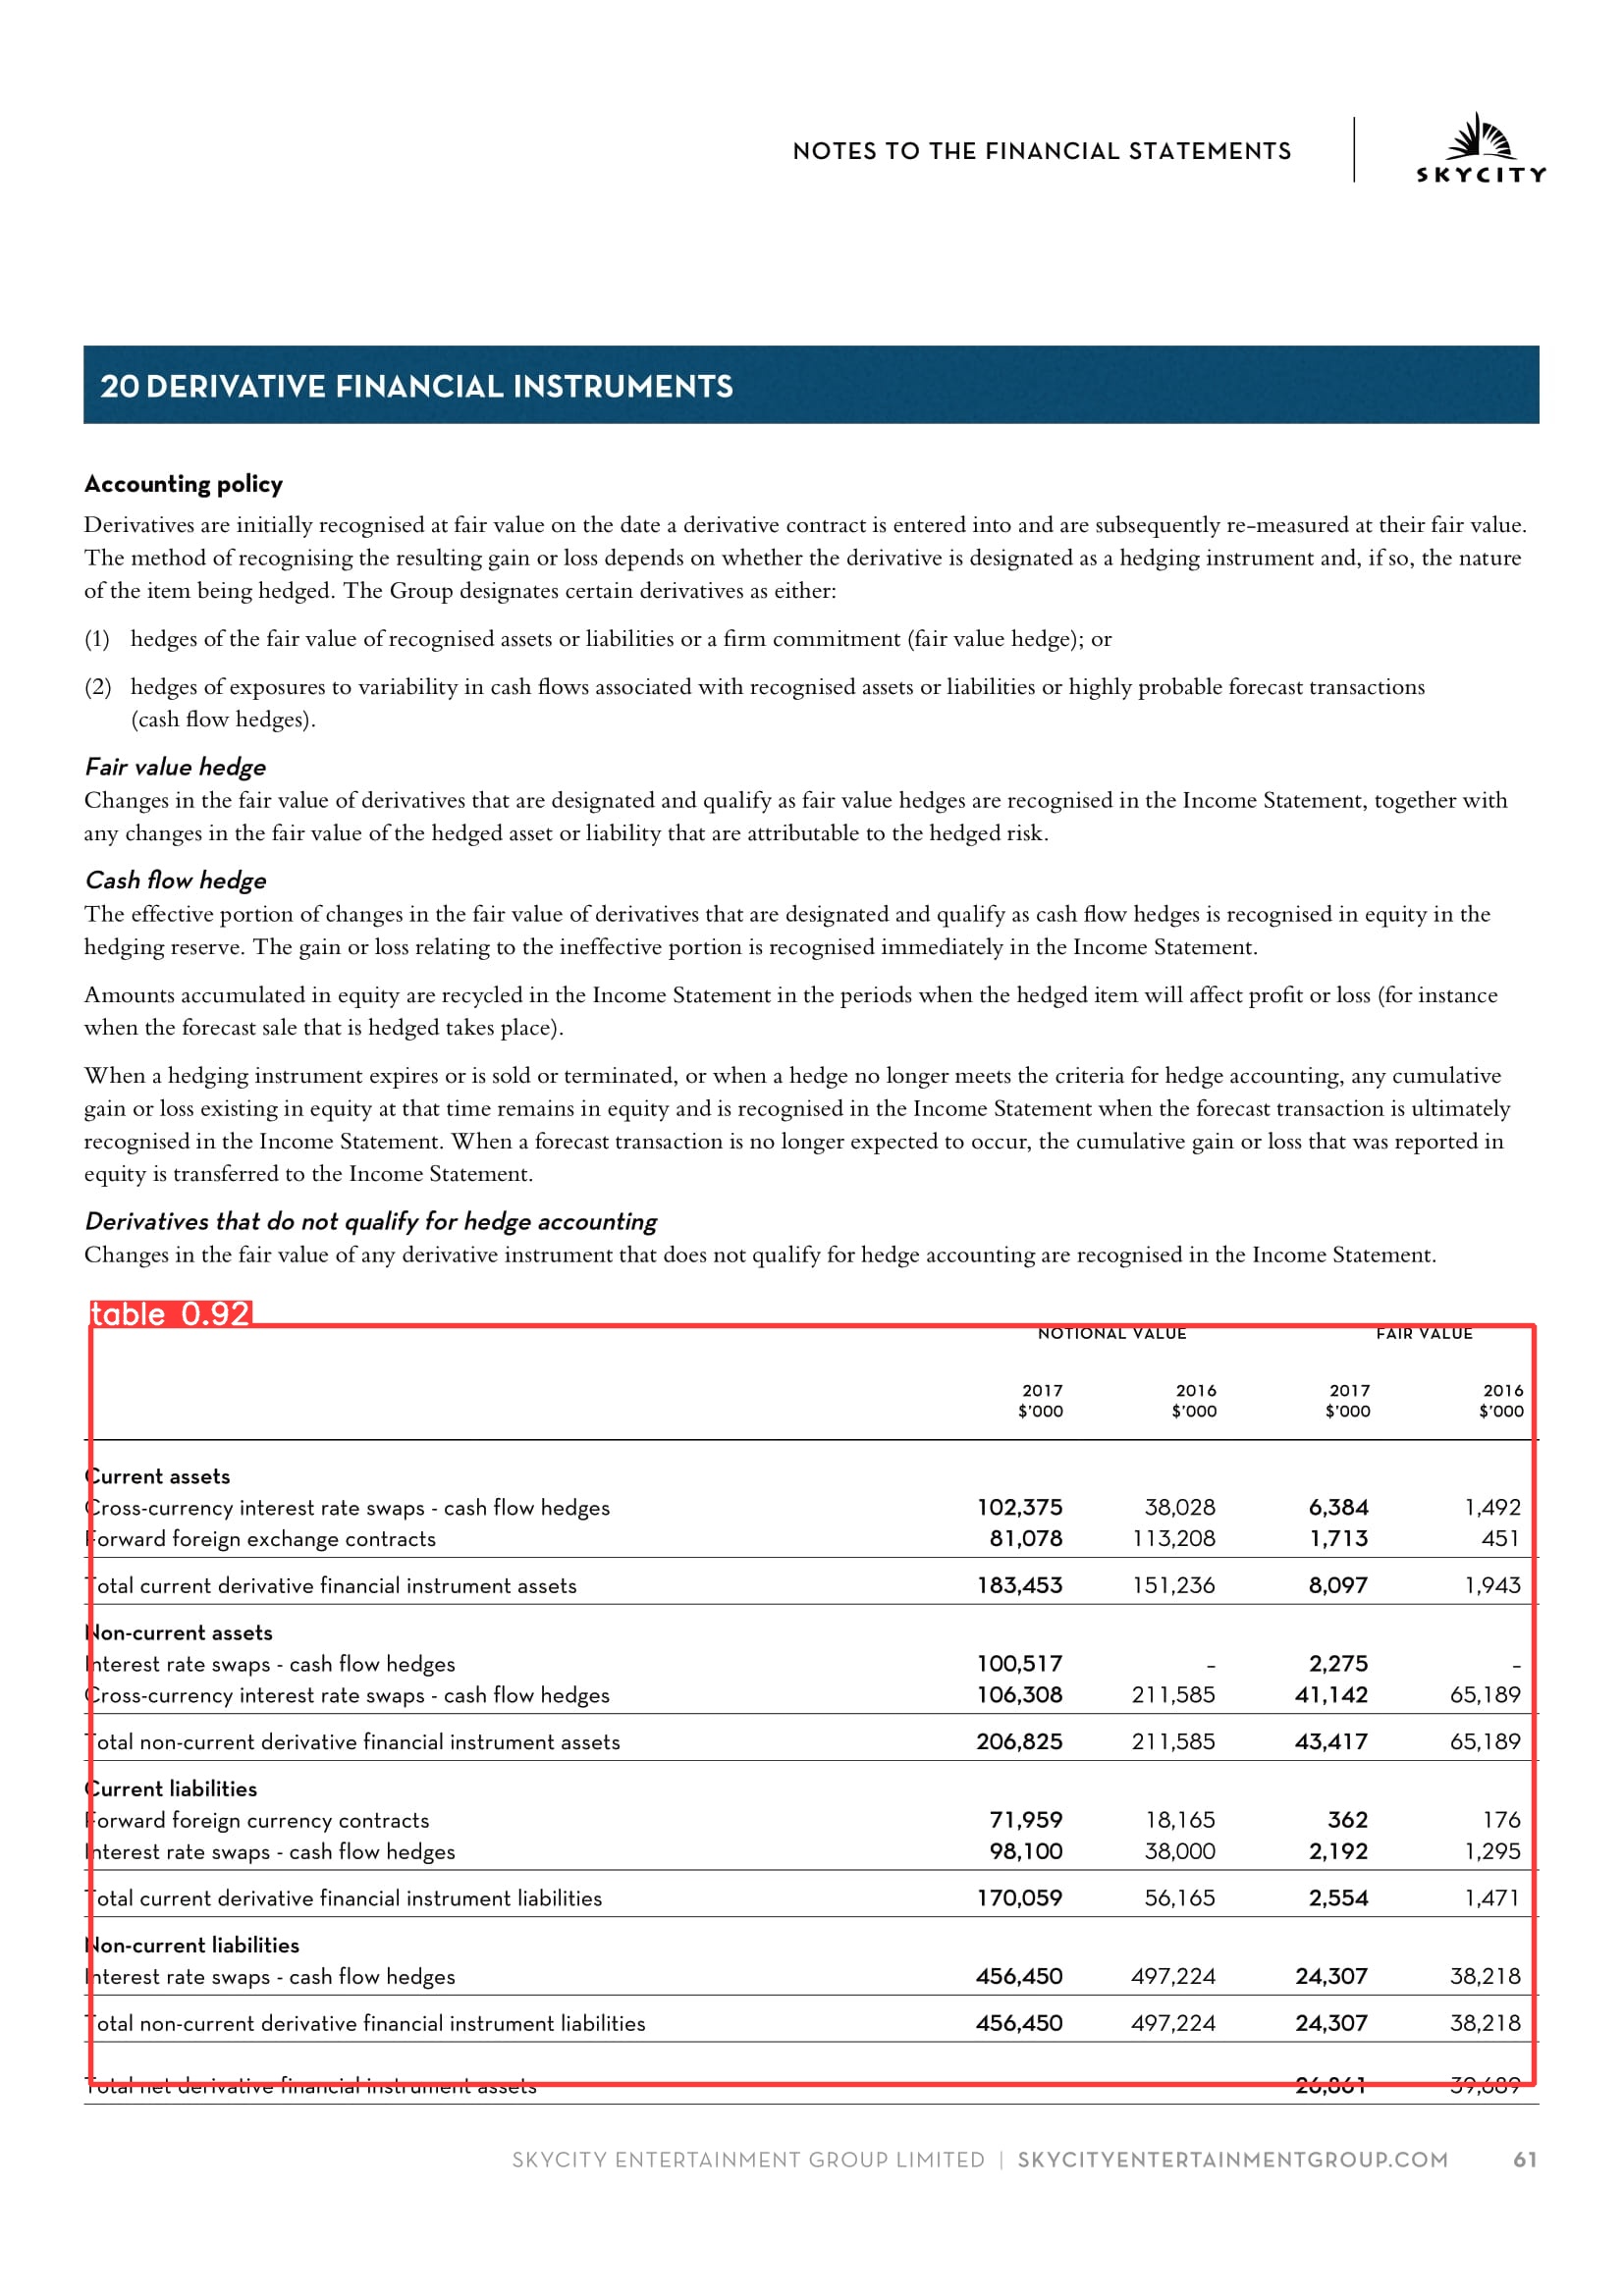 NOTES TO THE FINANCIAL STATEMENTS
SKYCITY
20 DERIVATIVE FINANCIAL INSTRUMENTS
Accounting policy
Derivatives are initially recognised at fair value on the date a derivative contract is entered into and are subsequently re-measured at their fair value.
The method of recognising the resulting gain or loss depends on whether the derivative is designated as a hedging instrument and, if so, the nature
of the item being hedged. The Group designates certain derivatives as either:
(1) hedges of the fair value of recognised assets or liabilities or a firm commitment (fair value hedge); or
(2) hedges of exposures to variability in cash flows associated with recognised assets or liabilities or highly probable forecast transactions
(cash flow hedges).
Fair value hedge
Changes in the fair value of derivatives that are designated and qualify as fair value hedges are recognised in the Income Statement, together with
any changes in the fair value of the hedged asset or liability that are attributable to the hedged risk.
Cash flow hedge
The effective portion of changes in the fair value of derivatives that are designated and qualify as cash flow hedges is recognised in equity in the
hedging reserve. The gain or loss relating to the ineffective portion is recognised immediately in the Income Statement.
Amounts accumulated in equity are recycled in the Income Statement in the periods when the hedged item will affect profit or loss (for instance
when the forecast sale that is hedged takes place).
When a hedging instrument expires or is sold or terminated, or when a hedge no longer meets the criteria for hedge accounting, any cumulative
gain or loss existing in equity at that time remains in equity and is recognised in the Income Statement when the forecast transaction is ultimately
recognised in the Income Statement. When a forecast transaction is no longer expected to occur, the cumulative gain or loss that was reported in
equity is transferred to the Income Statement.
Derivatives that do not qualify for hedge accounting
Changes in the fair value of any derivative instrument that does not qualify for hedge accounting are recognised in the Income Statement.
table 0.92
NOTIONAL VALUE FAIR VALUE
2017 2016 2017 2016
$'000 $'000 $'000 $'000
Current assets
Cross-currency interest rate swaps - cash flow hedges 102,375 38,028 6,384 1,492
Forward foreign exchange contracts 81,078 113,208 1,713 451
Total current derivative financial instrument assets 183,453 151,236 8,097 1,943
Non-current assets
Interest rate swaps - cash flow hedges 100,517 – 2,275 –
Cross-currency interest rate swaps - cash flow hedges 106,308 211,585 41,142 65,189
Total non-current derivative financial instrument assets 206,825 211,585 43,417 65,189
Current liabilities
Forward foreign currency contracts 71,959 18,165 362 176
Interest rate swaps - cash flow hedges 98,100 38,000 2,192 1,295
Total current derivative financial instrument liabilities 170,059 56,165 2,554 1,471
Non-current liabilities
Interest rate swaps - cash flow hedges 456,450 497,224 24,307 38,218
Total non-current derivative financial instrument liabilities 456,450 497,224 24,307 38,218
Total net derivative financial instrument assets
SKYCITY ENTERTAINMENT GROUP LIMITED | SKYCITYENTERTAINMENTGROUP.COM 61